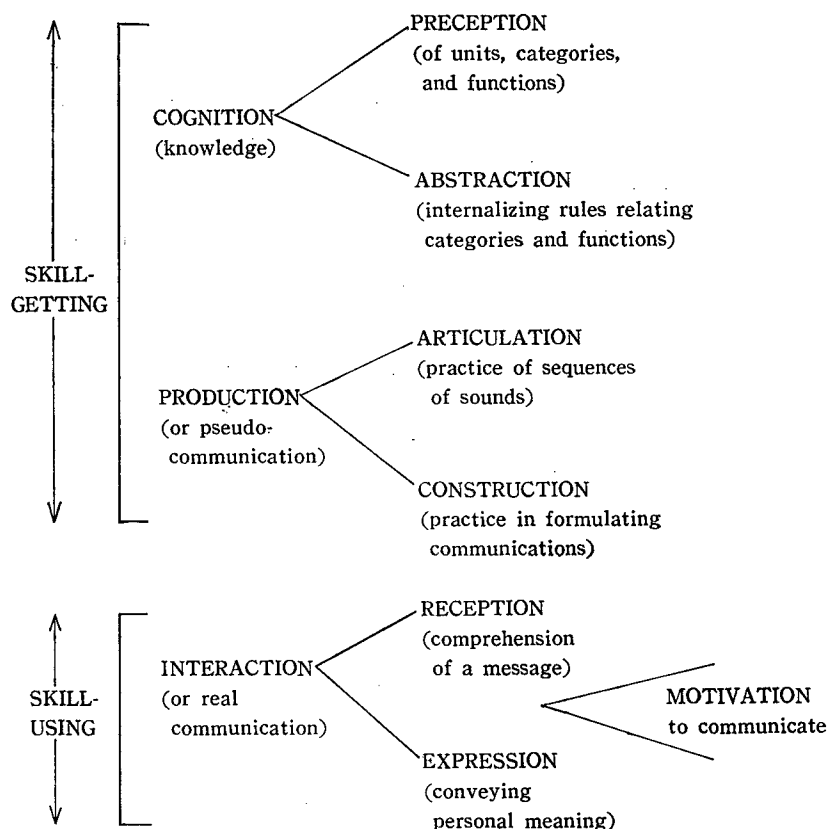 PRECEPTION
(of units, categories,
and functions)
COGNITION
(knowledge)
ABSTRACTION
(internalizing rules relating
categories and functions)
SKILL-
GETTING
ARTICULATION
(practice of sequences
of sounds)
PRODUCTION
(or pseudo-
communication)
CONSTRUCTION
(practice in formulating
communications)
RECEPTION
(comprehension
of a message)
INTERACTION
(or real
communication)
SKILL-
USING
MOTIVATION
to communicate
EXPRESSION
(conveying
personal meaning)